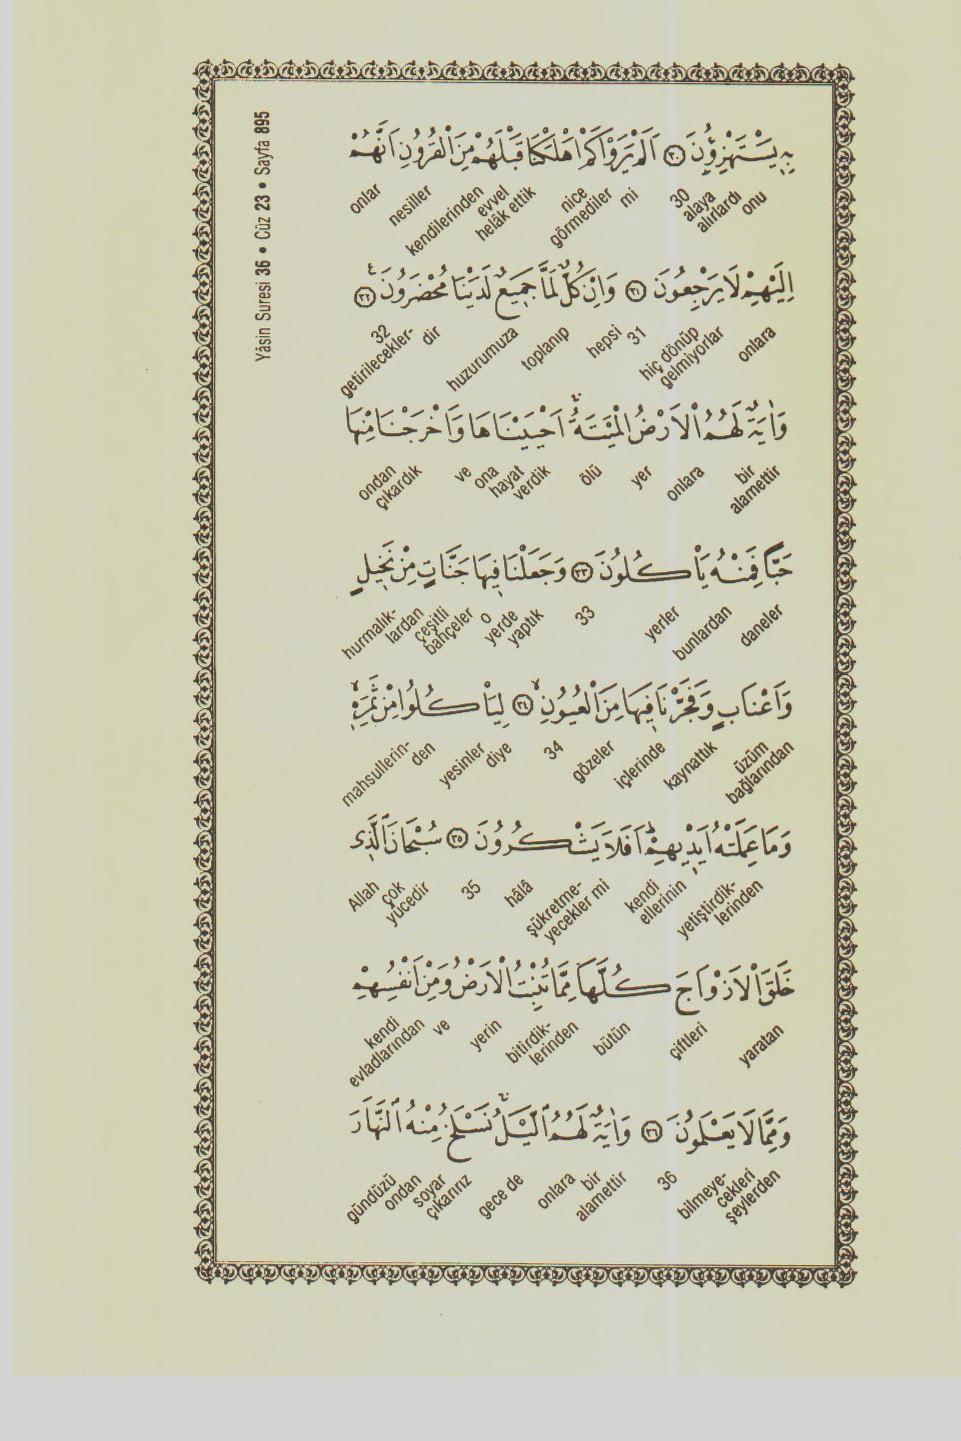 Yâsin Suresi 36 • Cüz 23 • Sayfa 895
بِهِ يَسْتَهْزِؤُنَ ﴿٣٠﴾ اَلَمْ يَرَوْا كَمْ اَهْلَكْنَا قَبْلَهُمْ مِنَ الْقُرُونِ اَنَّهُمْ
onu alaya alırlardı 30 mi görmediler nice helâk ettik evvel kendilerinden nesiller onlar
اِلَيْهِمْ لَا يَرْجِعُونَ ﴿٣١﴾ وَاِنْ كُلٌّ لَمَّا جَمِيعٌ لَدَيْنَا مُحْضَرُونَ ﴿٣٢﴾
onlara hiç dönüp gelmiyorlar 31 hepsi toplanıp huzurumuza getirilecekler- dir 32
وَاٰيَةٌ لَهُمُ الْاَرْضُ الْمَيْتَةُ اَحْيَيْنَاهَا وَاَخْرَجْنَا مِنْهَا
bir alamettir onlara yer ölü ona hayat verdik ve ondan çıkardık
حَبًّا فَمِنْهُ يَاْكُلُونَ ﴿٣٣﴾ وَجَعَلْنَا فِيهَا جَنَّاتٍ مِنْ نَخِيلٍ
daneler bunlardan yerler 33 o yerde yaptık çeşitli bahçeler hurmalık- lardan
وَاَعْنَابٍ وَفَجَّرْنَا فِيهَا مِنَ الْعُيُونِ ﴿٣٤﴾ لِيَاْكُلُوا مِنْ ثَمَرِهِ
üzüm bağlarından kaynattık içlerinde gözeler 34 yesinler diye mahsullerin- den
وَمَا عَمِلَتْهُ اَيْدِيهِمْ اَفَلَا يَشْكُرُونَ ﴿٣٥﴾ سُبْحَانَ الَّذِى
yetiştirdik- lerinden kendi ellerinin hâlâ şükretme- yecekler mi 35 çok yücedir Allah
خَلَقَ الْاَزْوَاجَ كُلَّهَا مِمَّا تُنْبِتُ الْاَرْضُ وَمِنْ اَنْفُسِهِمْ
yaratan çiftleri bütün bitirdik- lerinden yerin ve kendi evladlarından
وَمِمَّا لَا يَعْلَمُونَ ﴿٣٦﴾ وَاٰيَةٌ لَهُمُ الَّيْلُ نَسْلَخُ مِنْهُ النَّهَارَ
bilmeye- cekleri şeylerden 36 bir alamettir onlara gece de soyar çıkarırız ondan gündüzü